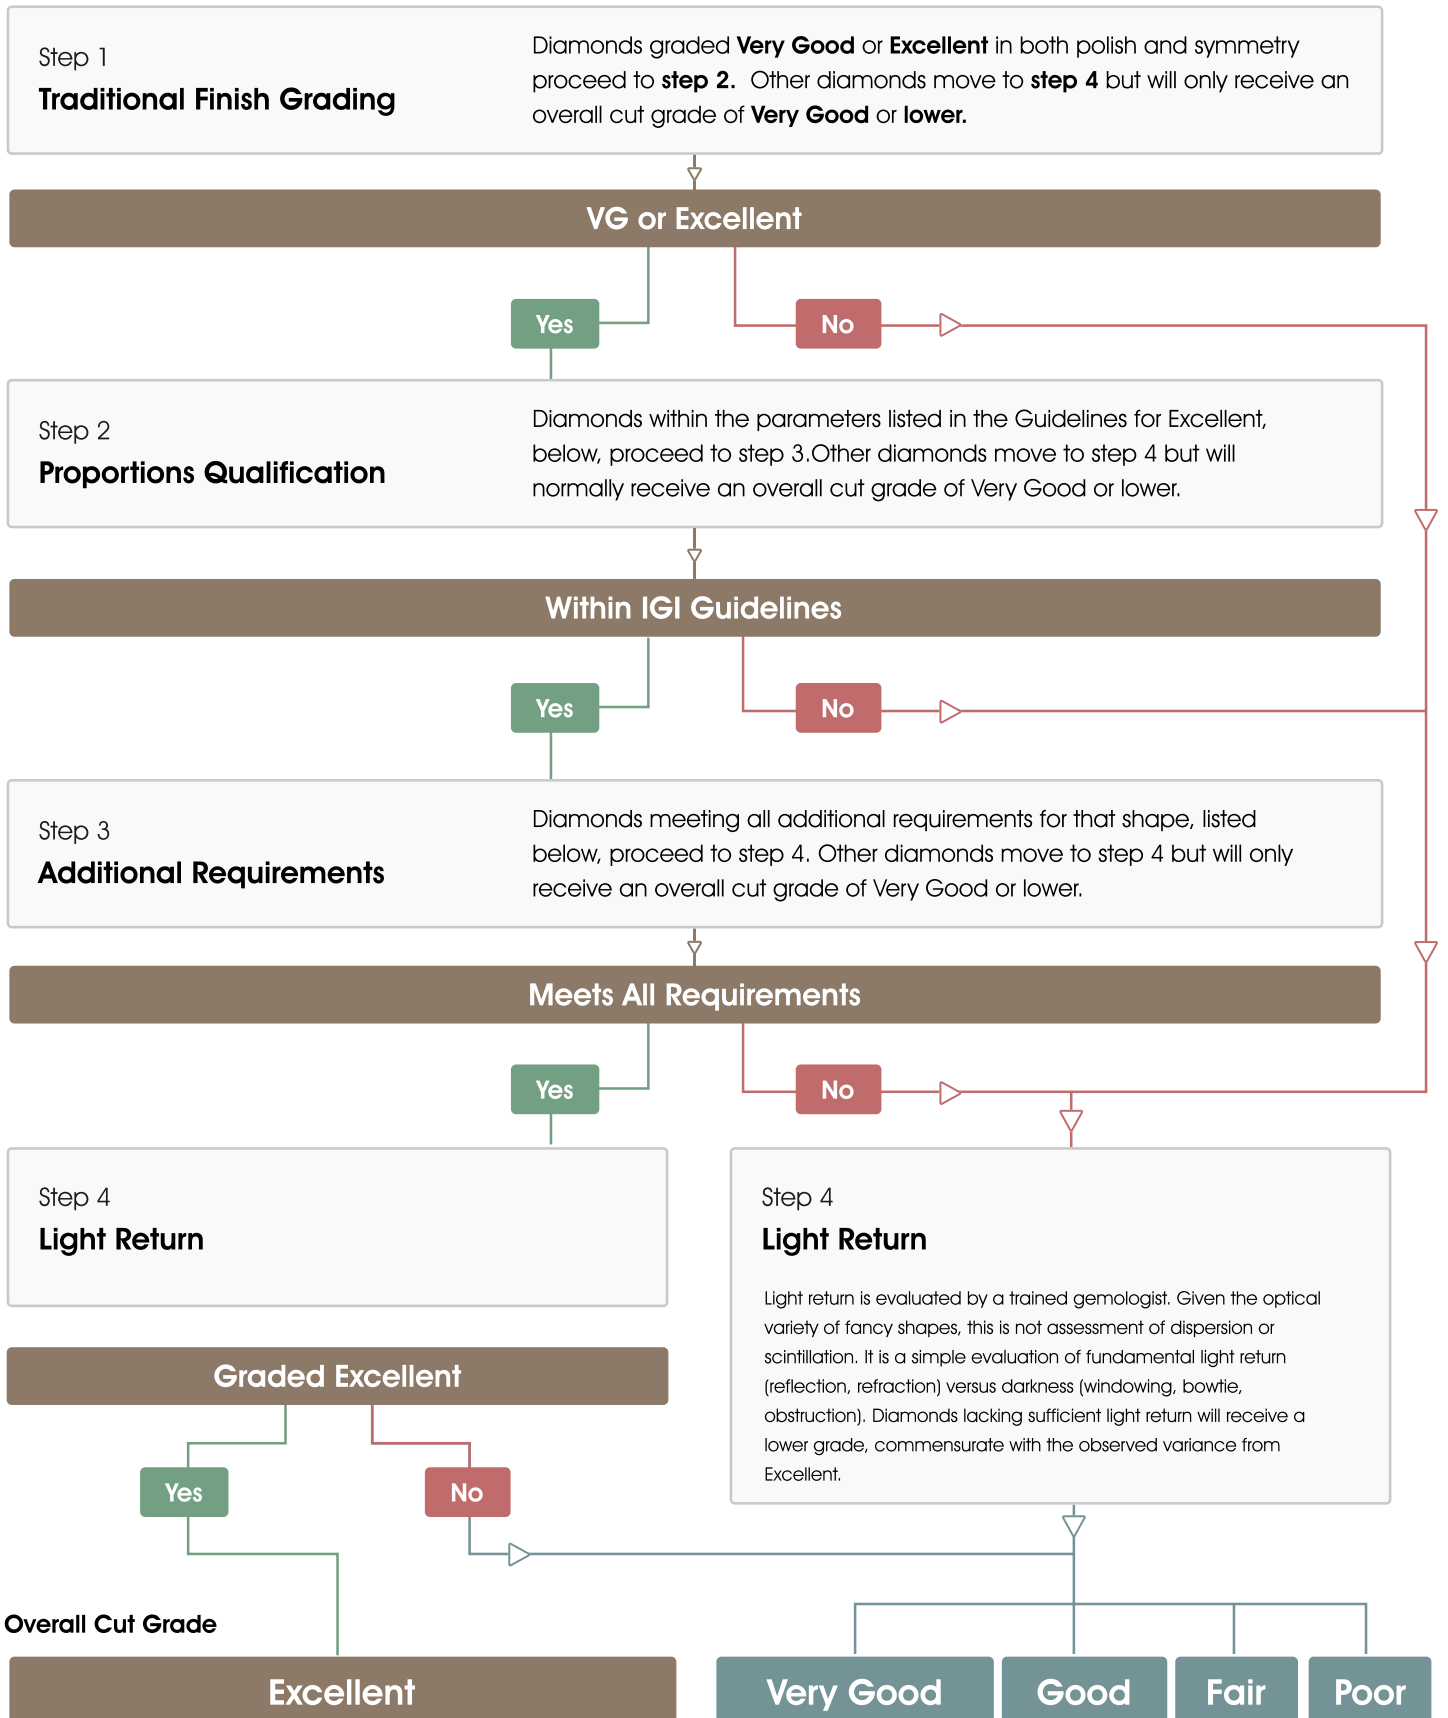 Step 1
Traditional Finish Grading
Diamonds graded Very Good or Excellent in both polish and symmetry
proceed to step 2. Other diamonds move to step 4 but will only receive an
overall cut grade of Very Good or lower.
VG or Excellent
Yes
No
Step 2
Proportions Qualification
Diamonds within the parameters listed in the Guidelines for Excellent,
below, proceed to step 3.Other diamonds move to step 4 but will
normally receive an overall cut grade of Very Good or lower.
Within IGI Guidelines
Yes
No
Step 3
Additional Requirements
Diamonds meeting all additional requirements for that shape, listed
below, proceed to step 4. Other diamonds move to step 4 but will only
receive an overall cut grade of Very Good or lower.
Meets All Requirements
Yes
No
Step 4
Light Return
Step 4
Light Return
Light return is evaluated by a trained gemologist. Given the optical
variety of fancy shapes, this is not assessment of dispersion or
scintillation. It is a simple evaluation of fundamental light return
(reflection, refraction) versus darkness (windowing, bowtie,
obstruction). Diamonds lacking sufficient light return will receive a
lower grade, commensurate with the observed variance from
Excellent.
Graded Excellent
Yes
No
Overall Cut Grade
Excellent
Very Good
Good
Fair
Poor